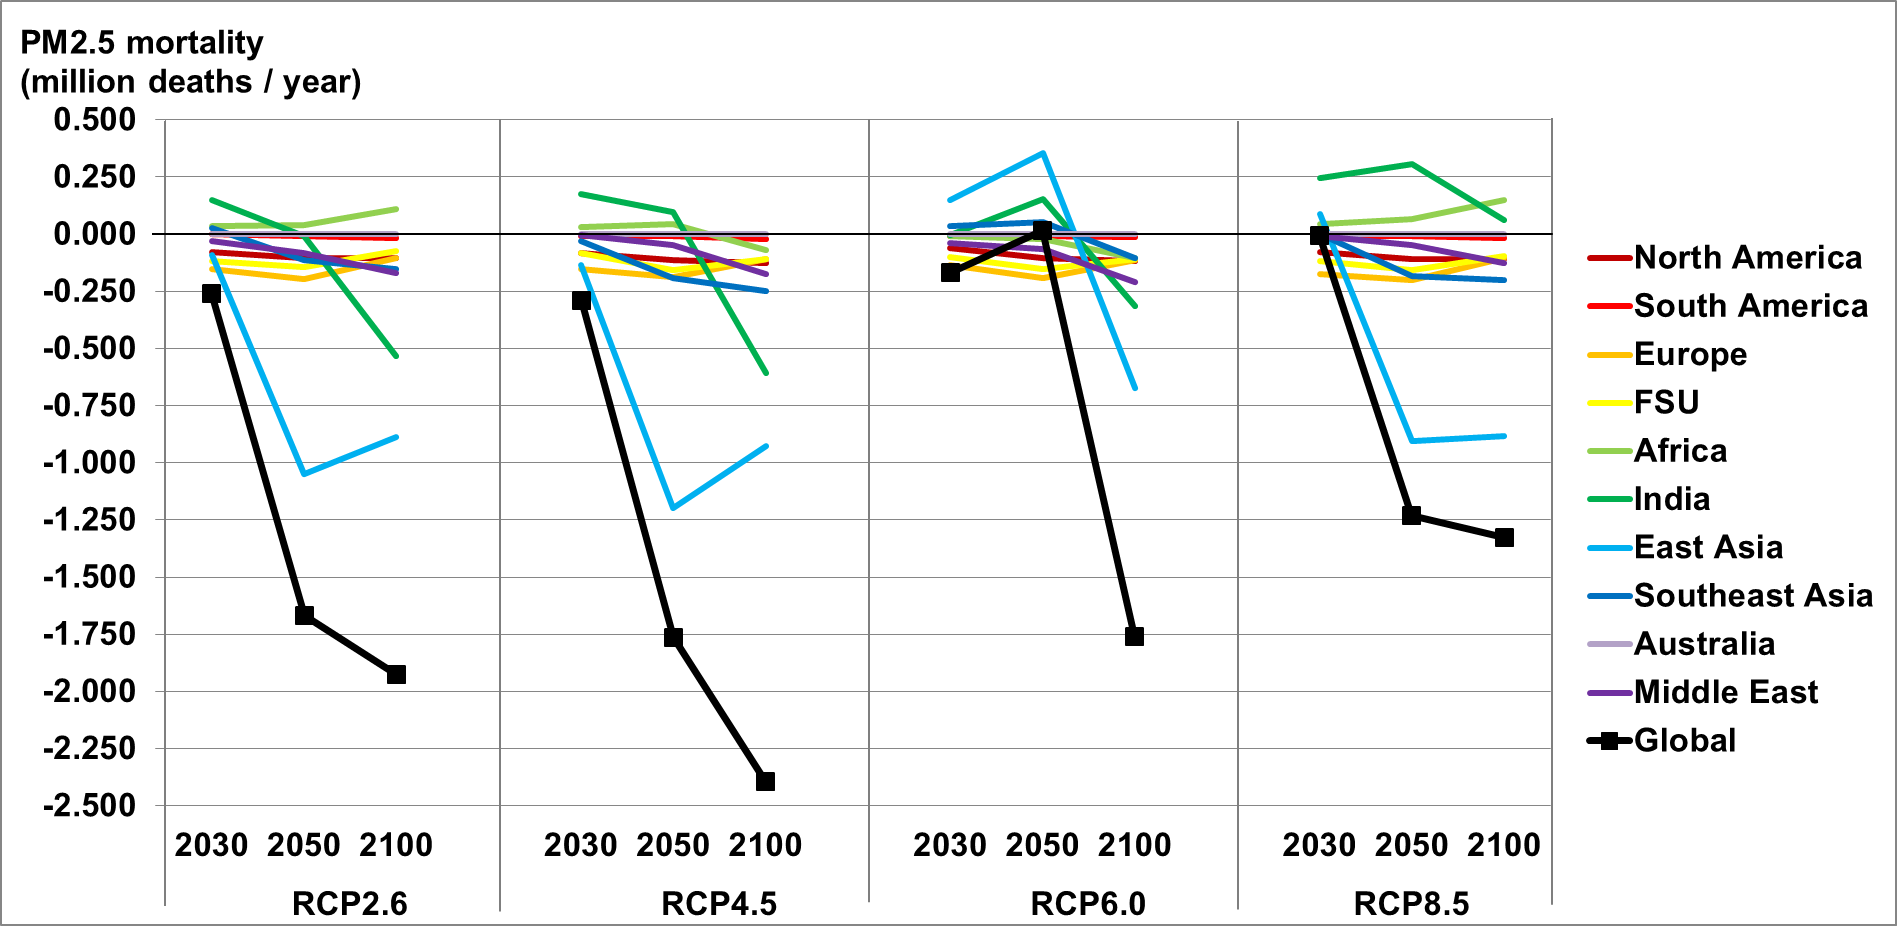 PM2.5 mortality
(million deaths / year)
0.500
0.250
0.000
-0.250
-0.500
-0.750
-1.000
-1.250
-1.500
-1.750
-2.000
-2.250
-2.500
2030 2050 2100 2030 2050 2100 2030 2050 2100 2030 2050 2100
RCP2.6 RCP4.5 RCP6.0 RCP8.5
North America
South America
Europe
FSU
Africa
India
East Asia
Southeast Asia
Australia
Middle East
Global